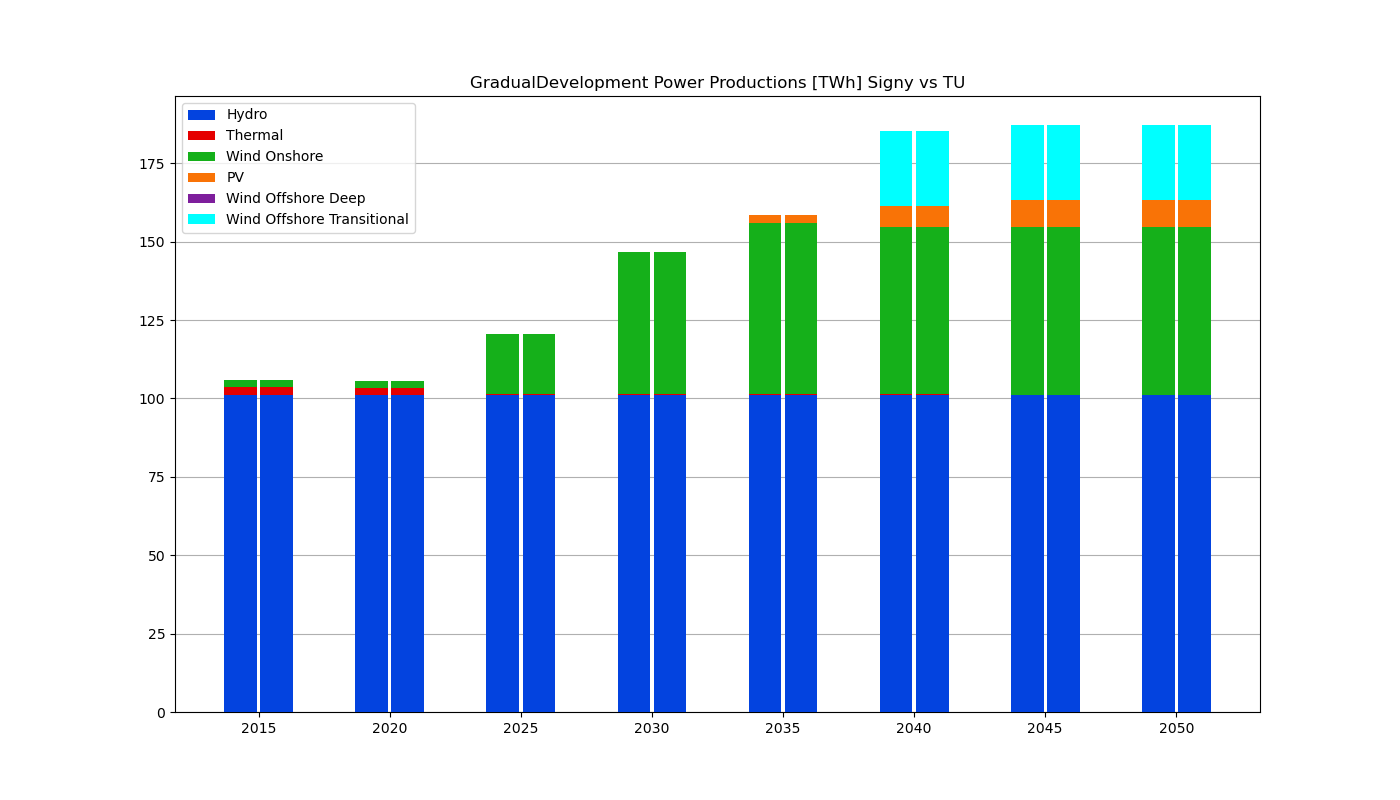 GradualDevelopment Power Productions [TWh] Signy vs TU
Hydro
Thermal
Wind Onshore
PV
Wind Offshore Deep
Wind Offshore Transitional
175
150
125
100
75
50
25
0
2015 2020 2025 2030 2035 2040 2045 2050